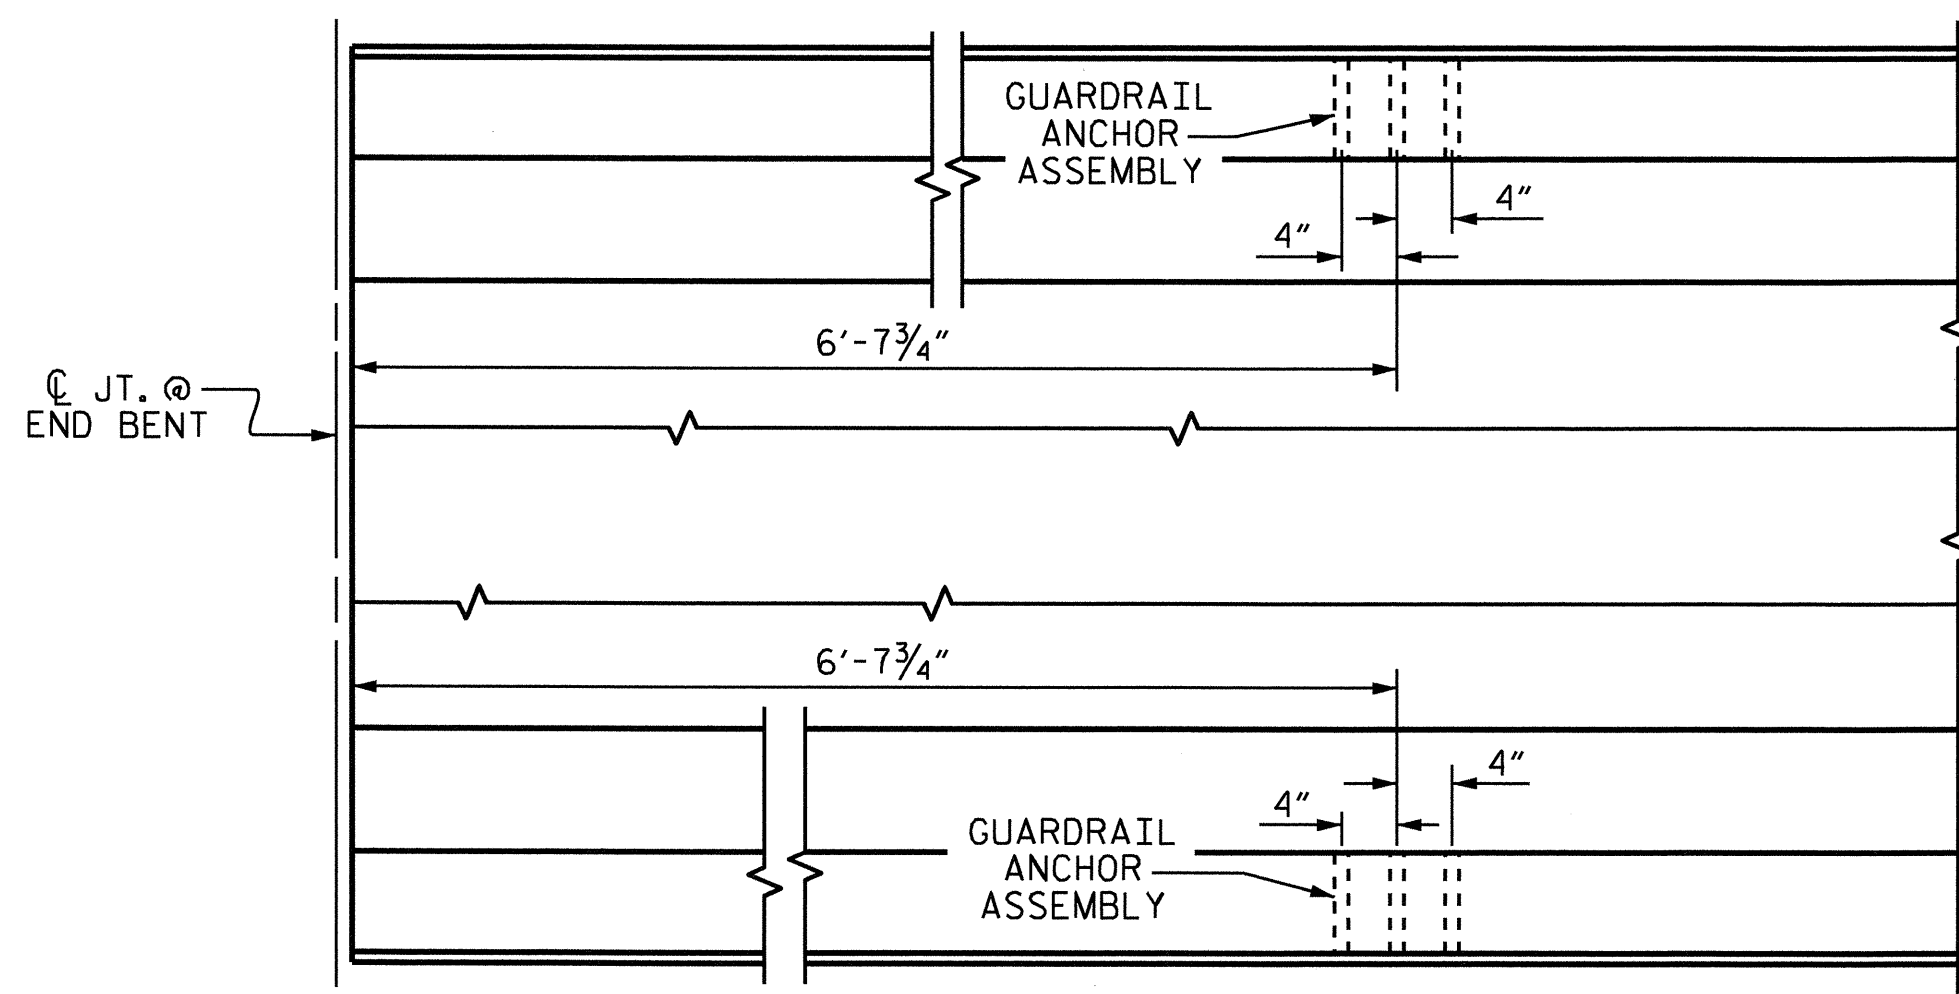 GUARDRAIL
ANCHOR
ASSEMBLY
4"
4"
6'-7¾"
℄ JT. @
END BENT
6'-7¾"
4"
4"
GUARDRAIL
ANCHOR
ASSEMBLY